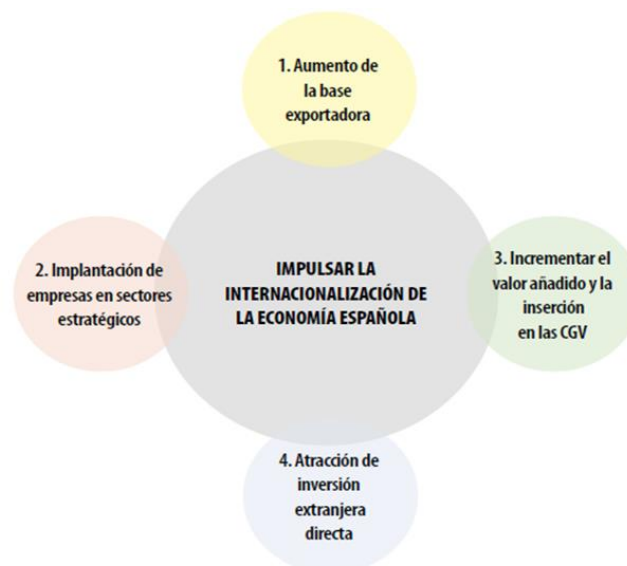 1. Aumento de
la base
exportadora
2. Implantación de
empresas en sectores
estratégicos
IMPULSAR LA
INTERNACIONALIZACIÓN DE
LA ECONOMÍA ESPAÑOLA
3. Incrementar el
valor añadido y la
inserción
en las CGV
4. Atracción de
inversión
extranjera
directa